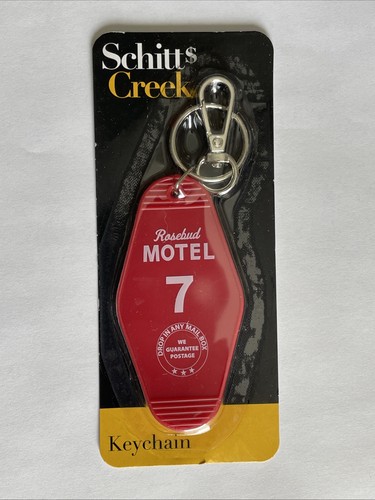 Schitt$
Creek
Rosebud
MOTEL
7
DROP IN ANY MAIL BOX
WE
GUARANTEE
POSTAGE
Keychain